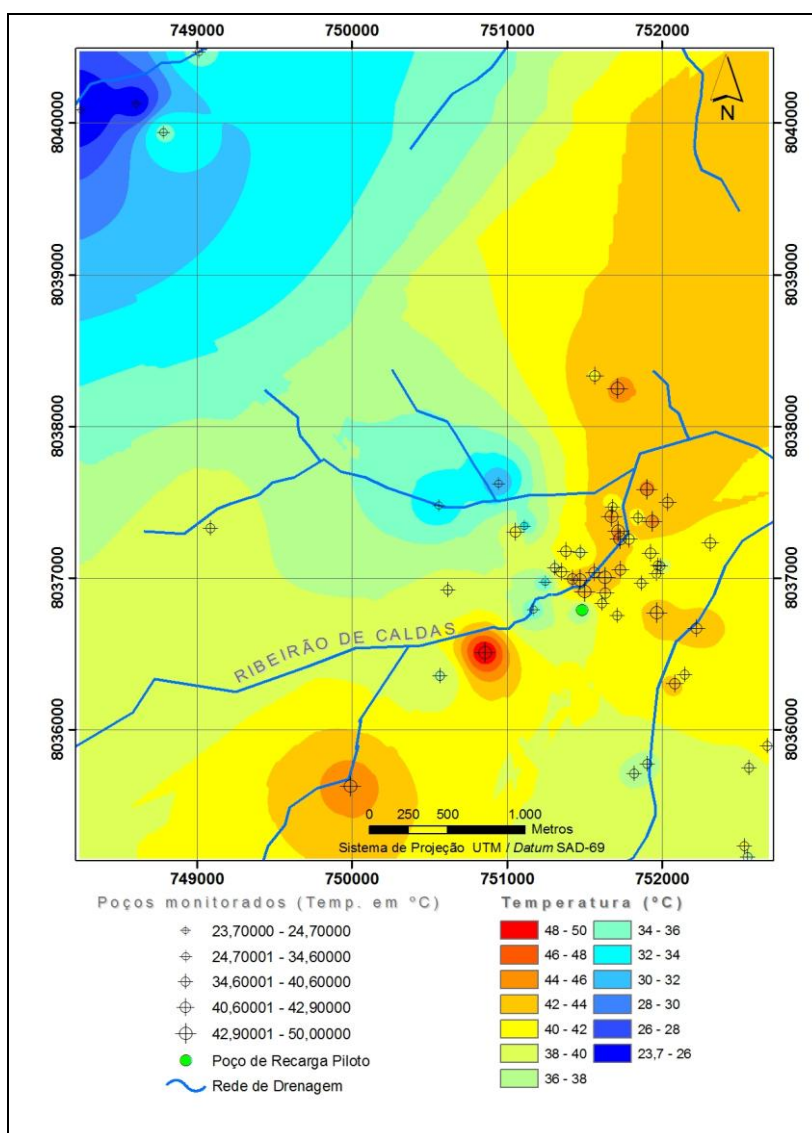 749000 750000 751000 752000
8040000 8040000
N
8039000 8039000
8038000 8038000
8037000 8037000
RIBEIRÃO DE CALDAS
8036000 8036000
0 250 500 1.000
Metros
Sistema de Projeção UTM / Datum SAD-69
749000 750000 751000 752000
Poços monitorados (Temp. em ºC)
23,70000 - 24,70000
24,70001 - 34,60000
34,60001 - 40,60000
40,60001 - 42,90000
42,90001 - 50,00000
Poço de Recarga Piloto
Rede de Drenagem
Temperatura (ºC)
48 - 50 34 - 36
46 - 48 32 - 34
44 - 46 30 - 32
42 - 44 28 - 30
40 - 42 26 - 28
38 - 40 23,7 - 26
36 - 38